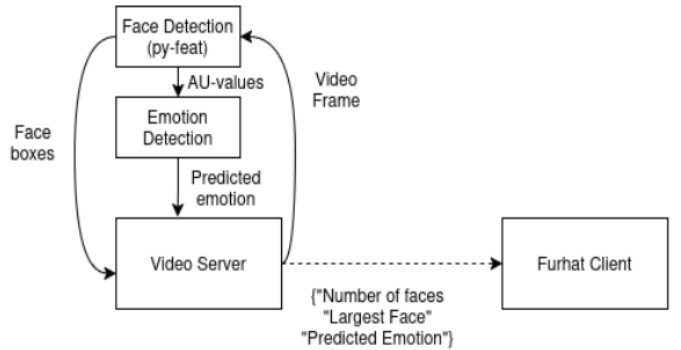 Face Detection
(py-feat)
AU-values
Video
Frame
Emotion
Detection
Face
boxes
Predicted
emotion
Video Server
Furhat Client
{"Number of faces
"Largest Face"
"Predicted Emotion"}